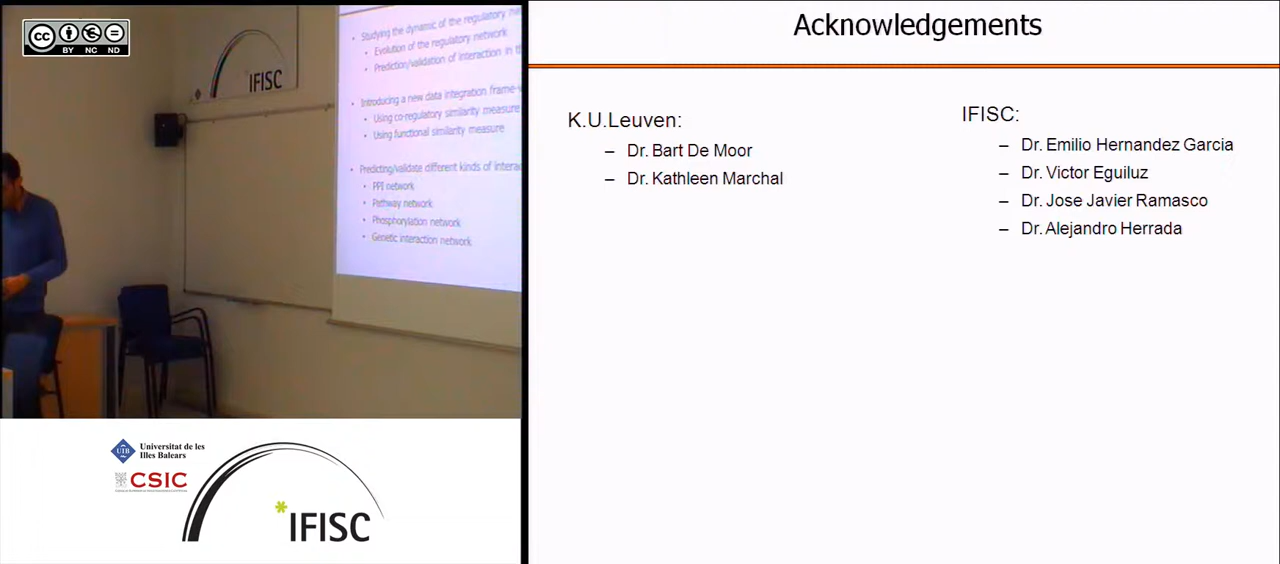 cc
BY NC ND
IFISC
Studying the dynamic of the regulatory
Evolution of the regulatory network
Prediction/validation of interaction in
Introducing a new data integration
Using co-regulatory similarity measure
Using functional similarity measure
Predicting/validate different kinds of
PPI network
Pathway network
Phosphorylation network
Genetic interaction network
UIB
Universitat de les
Illes Balears
CSIC
*IFISC
Acknowledgements
K.U.Leuven:
– Dr. Bart De Moor
– Dr. Kathleen Marchal
IFISC:
– Dr. Emilio Hernandez Garcia
– Dr. Victor Eguiluz
– Dr. Jose Javier Ramasco
– Dr. Alejandro Herrada